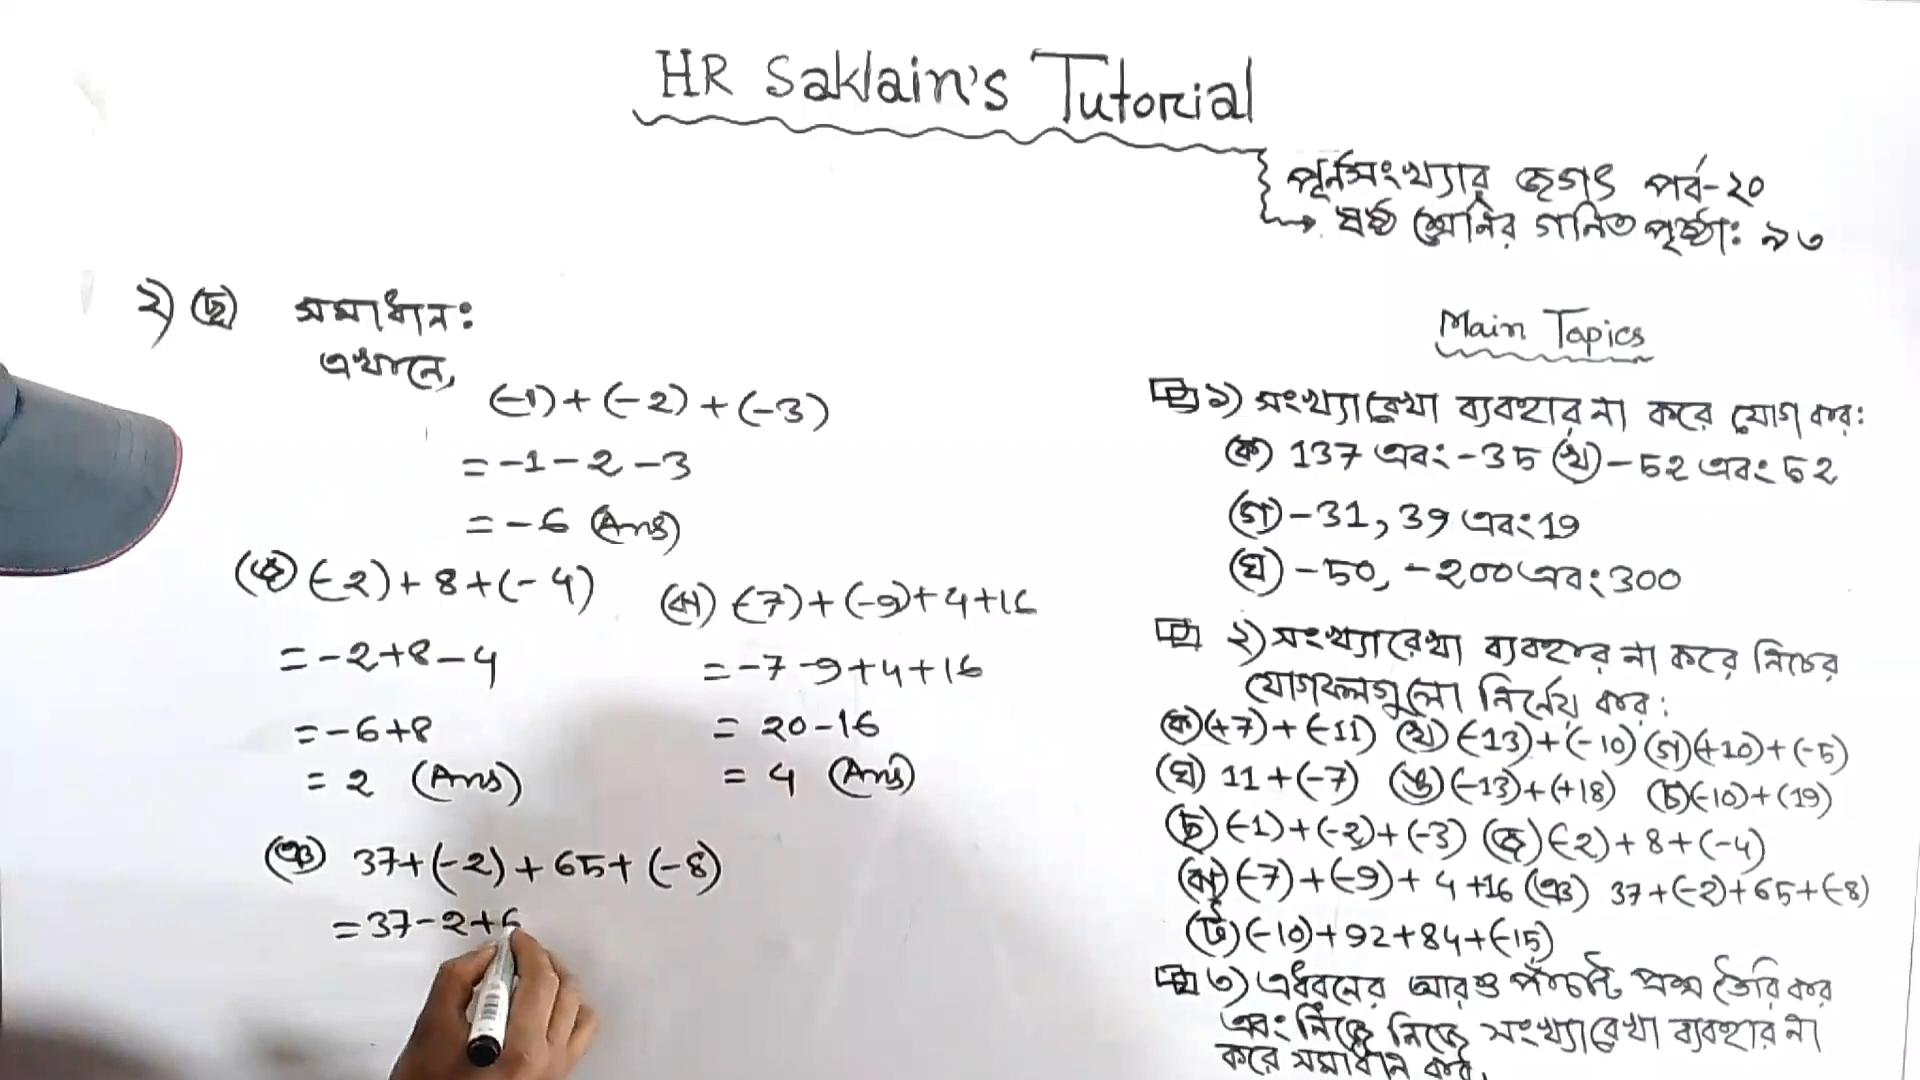 HR Saklain's Tutorial
পূর্নসংখ্যার জগৎ পর্ব-২০
ষষ্ঠ শ্রেনির গনিত পৃষ্ঠা: ৯৩
২) (ছ) সমাধান:
এখানে,
(-1)+(-2)+(-3)
=-1-2-3
=-6 (Ans)
(জ) (-2)+8+(-4)
=-2+8-4
=-6+8
=2 (Ans)
(ঝ) (-7)+(-9)+4+16
=-7-9+4+16
=20-16
=4 (Ans)
(ঞ) 37+(-2)+65+(-8)
=37-2+6
Main Topics
১) সংখ্যারেখা ব্যবহার না করে যোগ কর:
(ক) 137 এবং -35 (খ) -52 এবং 52
(গ) -31, 39 এবং 19
(ঘ) -50, -200 এবং 300
২) সংখ্যারেখা ব্যবহার না করে নিচের
যোগফলগুলো নির্নেয় কর:
(ক) (+7)+(-11) (খ) (-13)+(-10) (গ) (+10)+(-5)
(ঘ) 11+(-7) (ঙ) (-13)+(+18) (চ) (-10)+(19)
(ছ) (-1)+(-2)+(-3) (জ) (-2)+8+(-4)
(ঝ) (-7)+(-9)+4+16 (ঞ) 37+(-2)+65+(-8)
(ট) (-10)+92+84+(-15)
৩) এধরনের আরও পাঁচটি প্রশ্ন তৈরি কর
এবং নিজে নিজে সংখ্যারেখা ব্যবহার না
করে সমাধান কর.